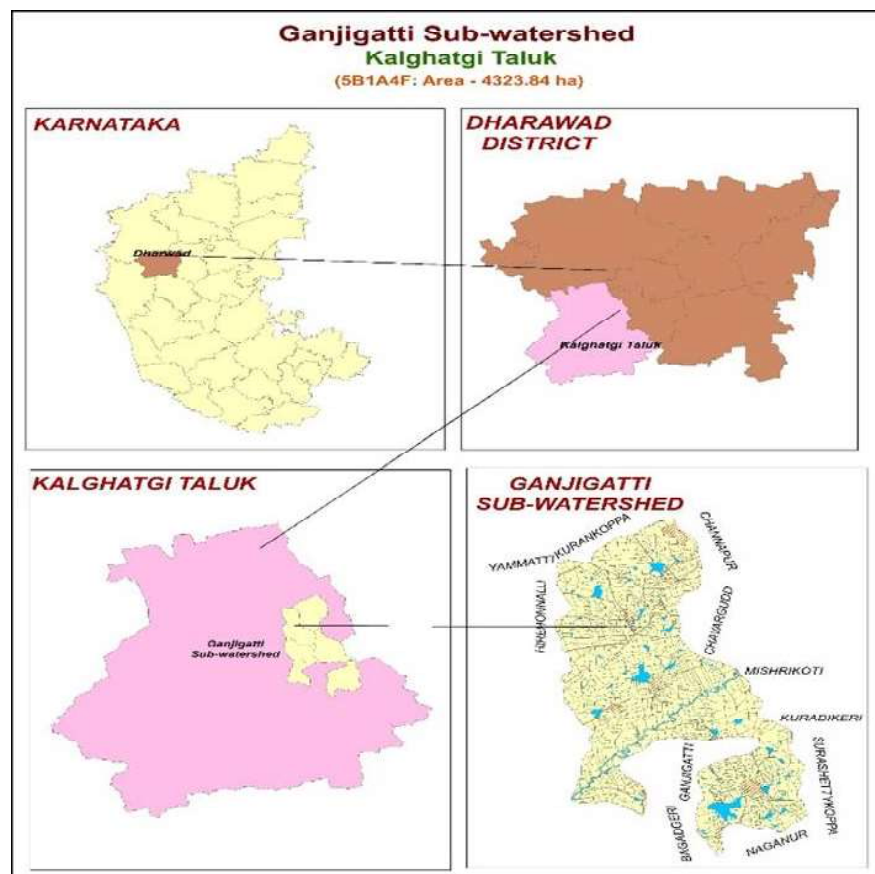 Ganjigatti Sub-watershed
Kalghatgi Taluk
(5B1A4F: Area - 4323.84 ha)
KARNATAKA
Dharwad
DHARAWAD
DISTRICT
Kalghatgi Taluk
KALGHATGI TALUK
Ganjigatti
Sub-watershed
GANJIGATTI
SUB-WATERSHED
YAMMATTI
KURANKOPPA
CHANNAPUR
HIREMONNALLI
CHAVARGUDD
MISHRIKOTI
KURADIKERI
SURASHETTYKOPPA
GANJIGATTI
BAGADGERI
NAGANUR